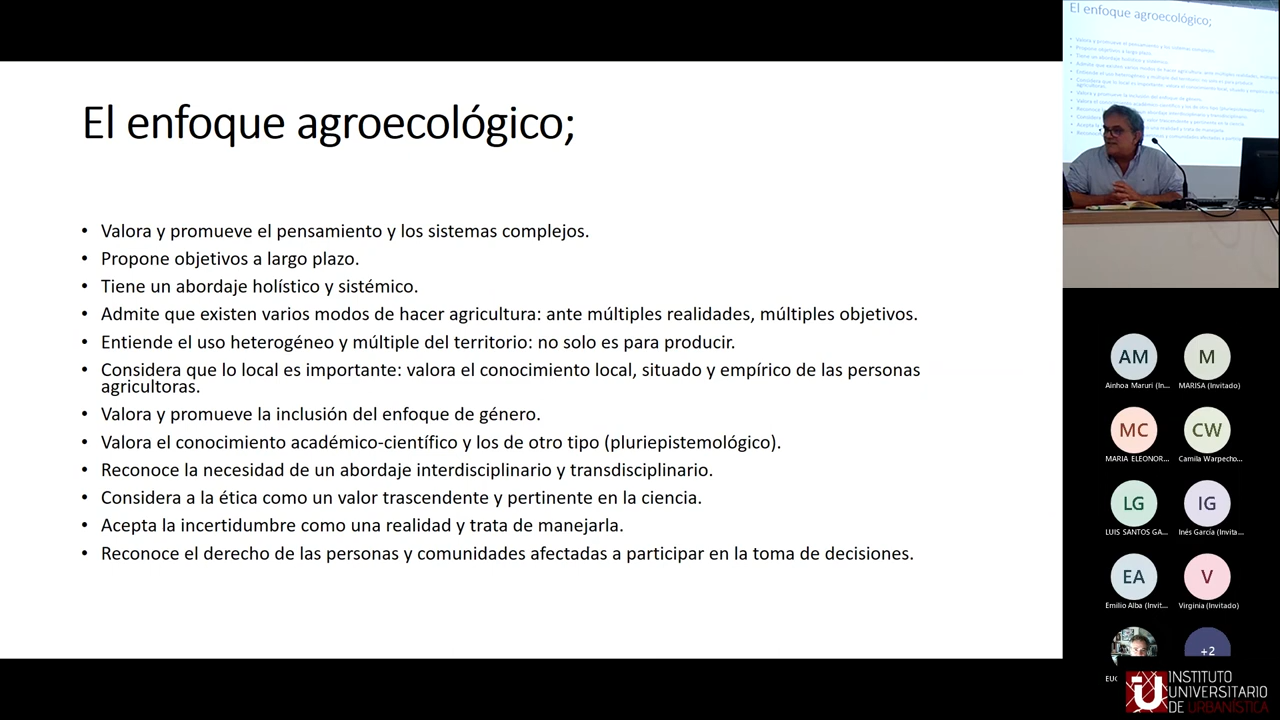 El enfoque agroecológico;
• Valora y promueve el pensamiento y los sistemas complejos.
• Propone objetivos a largo plazo.
• Tiene un abordaje holístico y sistémico.
• Admite que existen varios modos de hacer agricultura: ante múltiples realidades, múltiples objetivos.
• Entiende el uso heterogéneo y múltiple del territorio: no solo es para producir.
• Considera que lo local es importante: valora el conocimiento local, situado y empírico de las personas
agricultoras.
• Valora y promueve la inclusión del enfoque de género.
• Valora el conocimiento académico-científico y los de otro tipo (pluriepistemológico).
• Reconoce la necesidad de un abordaje interdisciplinario y transdisciplinario.
• Considera a la ética como un valor trascendente y pertinente en la ciencia.
• Acepta la incertidumbre como una realidad y trata de manejarla.
• Reconoce el derecho de las personas y comunidades afectadas a participar en la toma de decisiones.
El enfoque agroecológico;
AM
Ainhoa Maruri (In...
M
MARISA (Invitado)
MC
MARIA ELEONOR...
CW
Camila Warpecho...
LG
LUIS SANTOS GA...
IG
Inés García (Invita...
EA
Emilio Alba (Invit...
V
Virginia (Invitado)
+2
INSTITUTO
UNIVERSITARIO
DE URBANÍSTICA